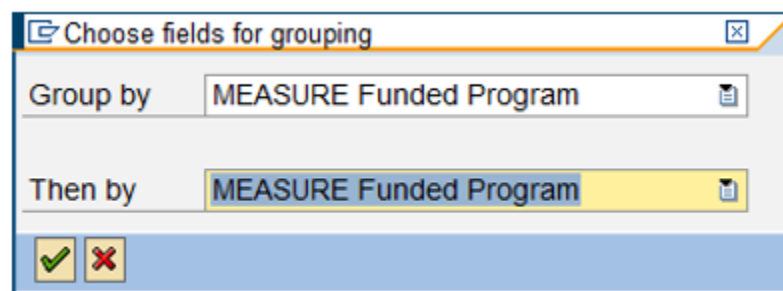 Choose fields for grouping
Group by MEASURE Funded Program
Then by MEASURE Funded Program